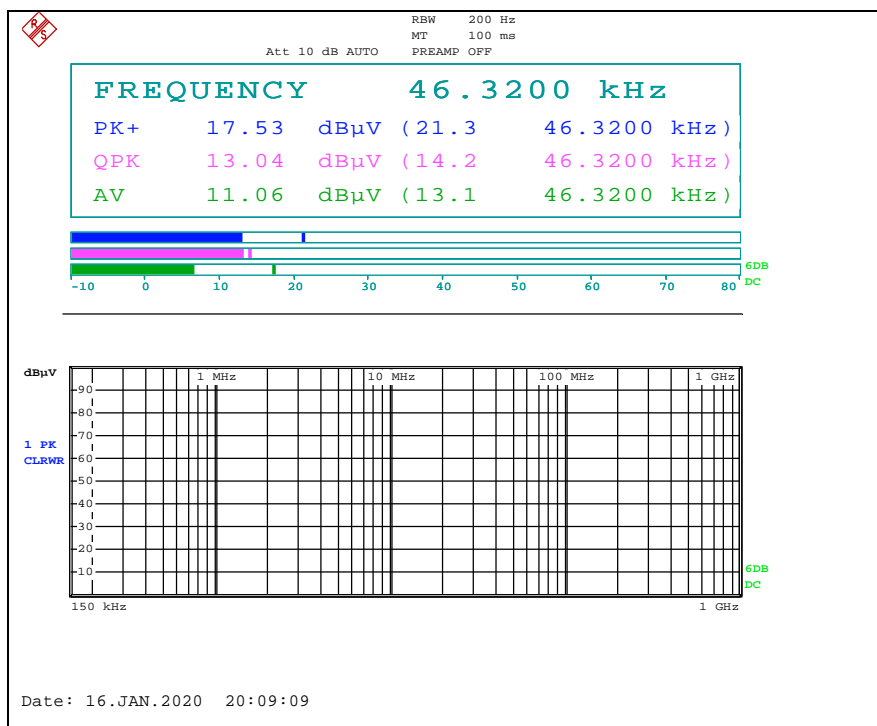 R S
RBW 200 Hz
MT 100 ms
Att 10 dB AUTO PREAMP OFF
FREQUENCY 46.3200 kHz
PK+ 17.53 dBµV (21.3 46.3200 kHz)
QPK 13.04 dBµV (14.2 46.3200 kHz)
AV 11.06 dBµV (13.1 46.3200 kHz)
6DB
-10 0 10 20 30 40 50 60 70 80 DC
dBµV 1 MHz 10 MHz 100 MHz 1 GHz
90
80
70
1 PK
60
CLRWR
50
40
30
20
10 6DB
DC
150 kHz 1 GHz
Date: 16.JAN.2020 20:09:09